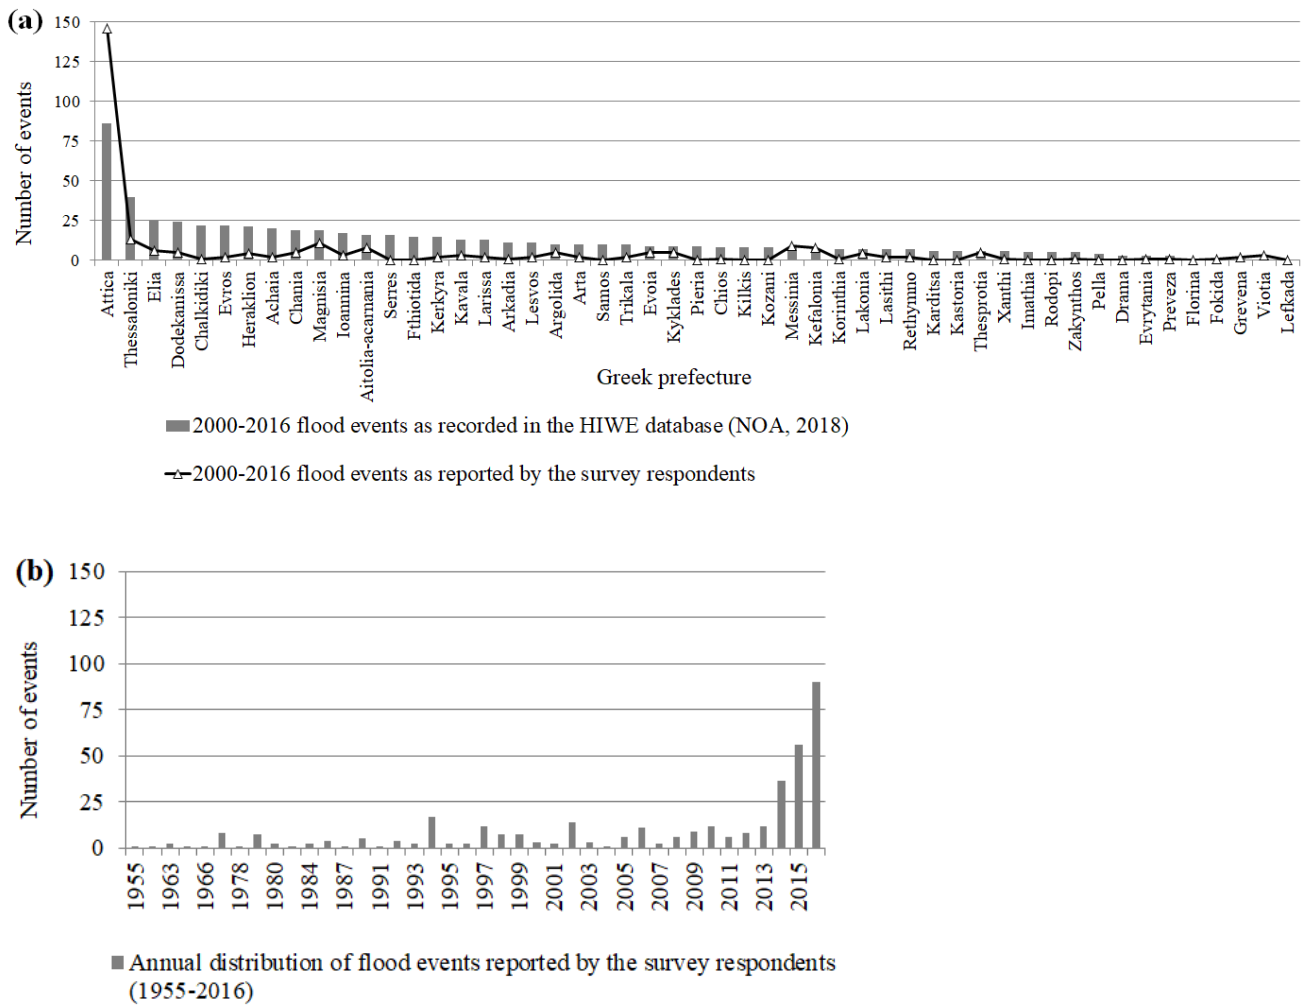 (a)
150
125
100
75
50
25
0
Number of events
Attica
Thessaloniki
Elia
Dodekanissa
Chalkidiki
Evros
Heraklion
Achaia
Chania
Magnisia
Ioannina
Aitolia-acarnania
Serres
Fthiotida
Kerkyra
Kavala
Larissa
Arkadia
Lesvos
Argolida
Arta
Samos
Trikala
Evoia
Kyklades
Pieria
Chios
Kilkis
Kozani
Messinia
Kefalonia
Korinthia
Lakonia
Lasithi
Rethymno
Karditsa
Kastoria
Thesprotia
Xanthi
Imathia
Rodopi
Zakynthos
Pella
Drama
Evrytania
Preveza
Florina
Fokida
Grevena
Viotia
Lefkada
Greek prefecture
2000-2016 flood events as recorded in the HIWE database (NOA, 2018)
2000-2016 flood events as reported by the survey respondents
(b)
150
125
100
75
50
25
0
Number of events
1955
1963
1966
1978
1980
1984
1987
1991
1993
1995
1997
1999
2001
2003
2005
2007
2009
2011
2013
2015
Annual distribution of flood events reported by the survey respondents
(1955-2016)